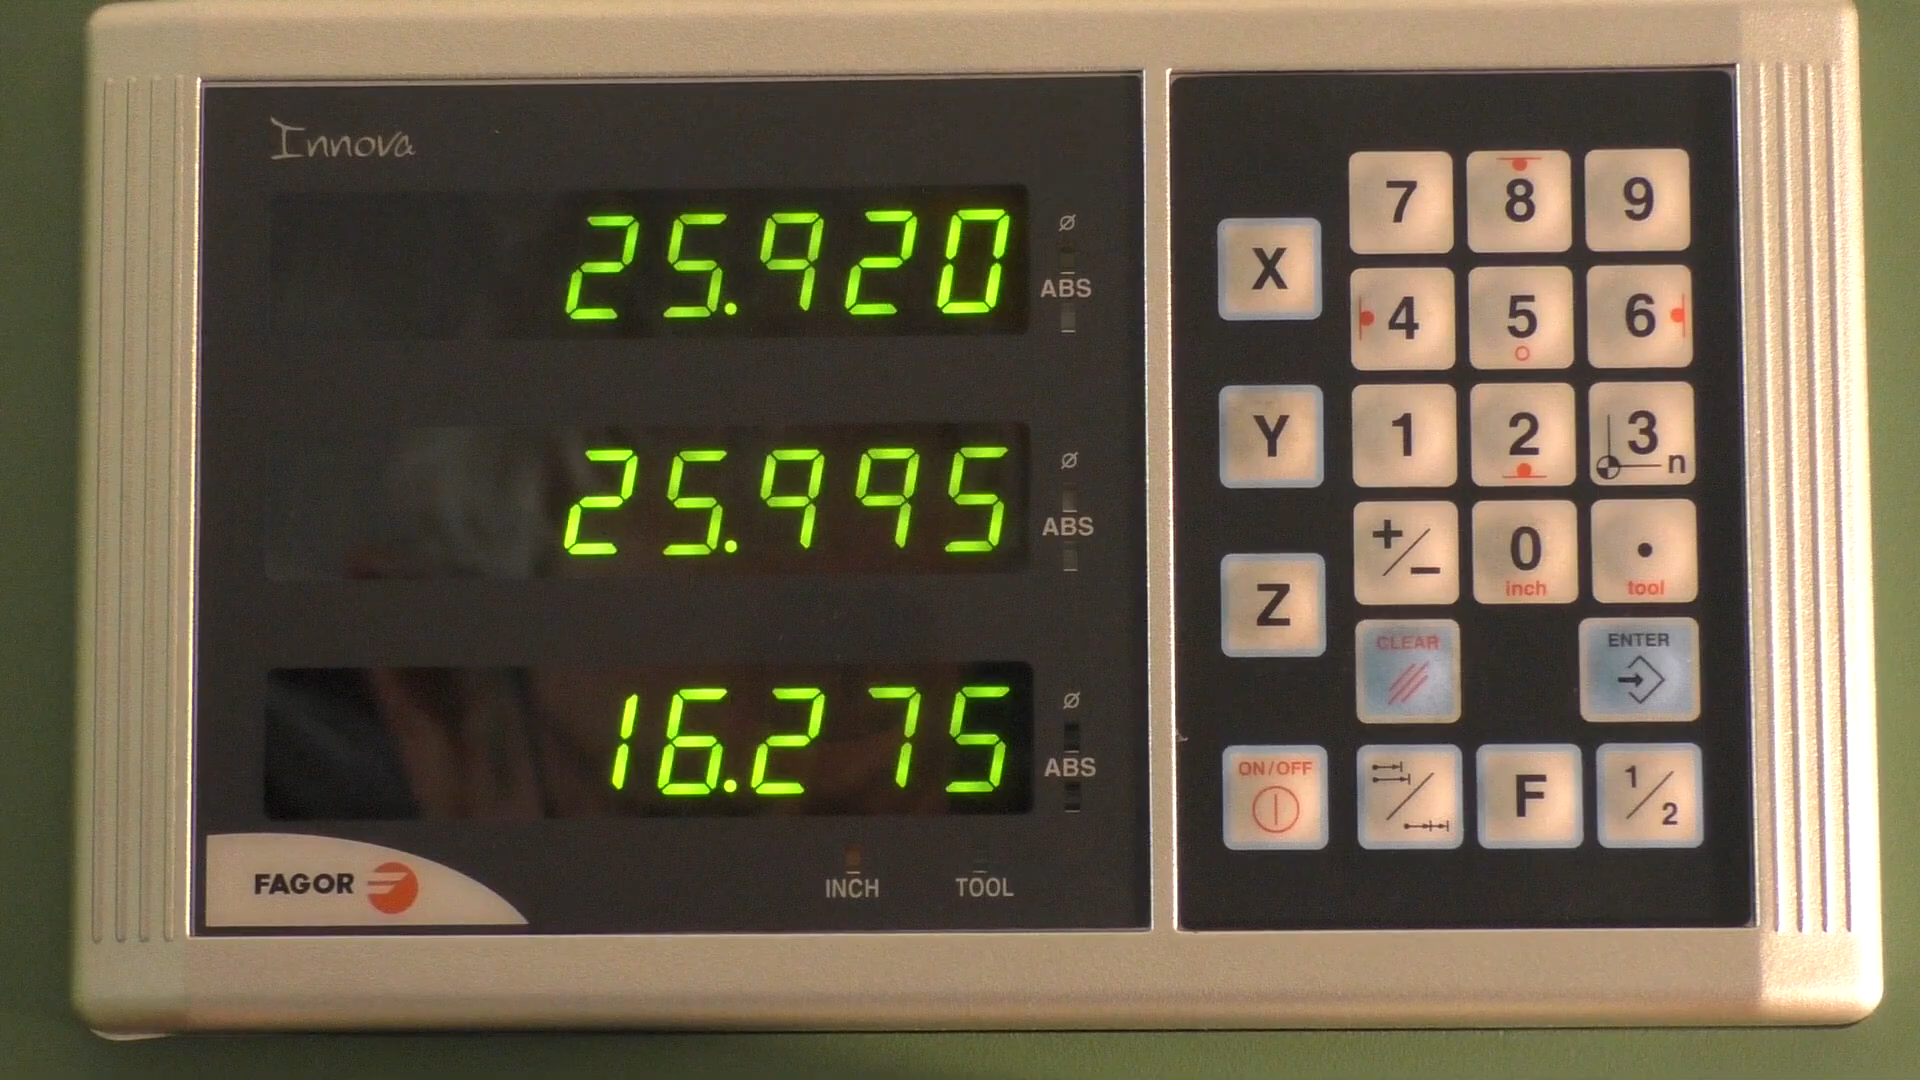 Innova
25.920
Ø
ABS
25.995
Ø
ABS
16.275
Ø
ABS
INCH
TOOL
FAGOR
X
7 8 9
4 5 6
Y
1 2 3
n
+/-
0
inch
.
tool
Z
CLEAR
ENTER
ON/OFF
F
1/2